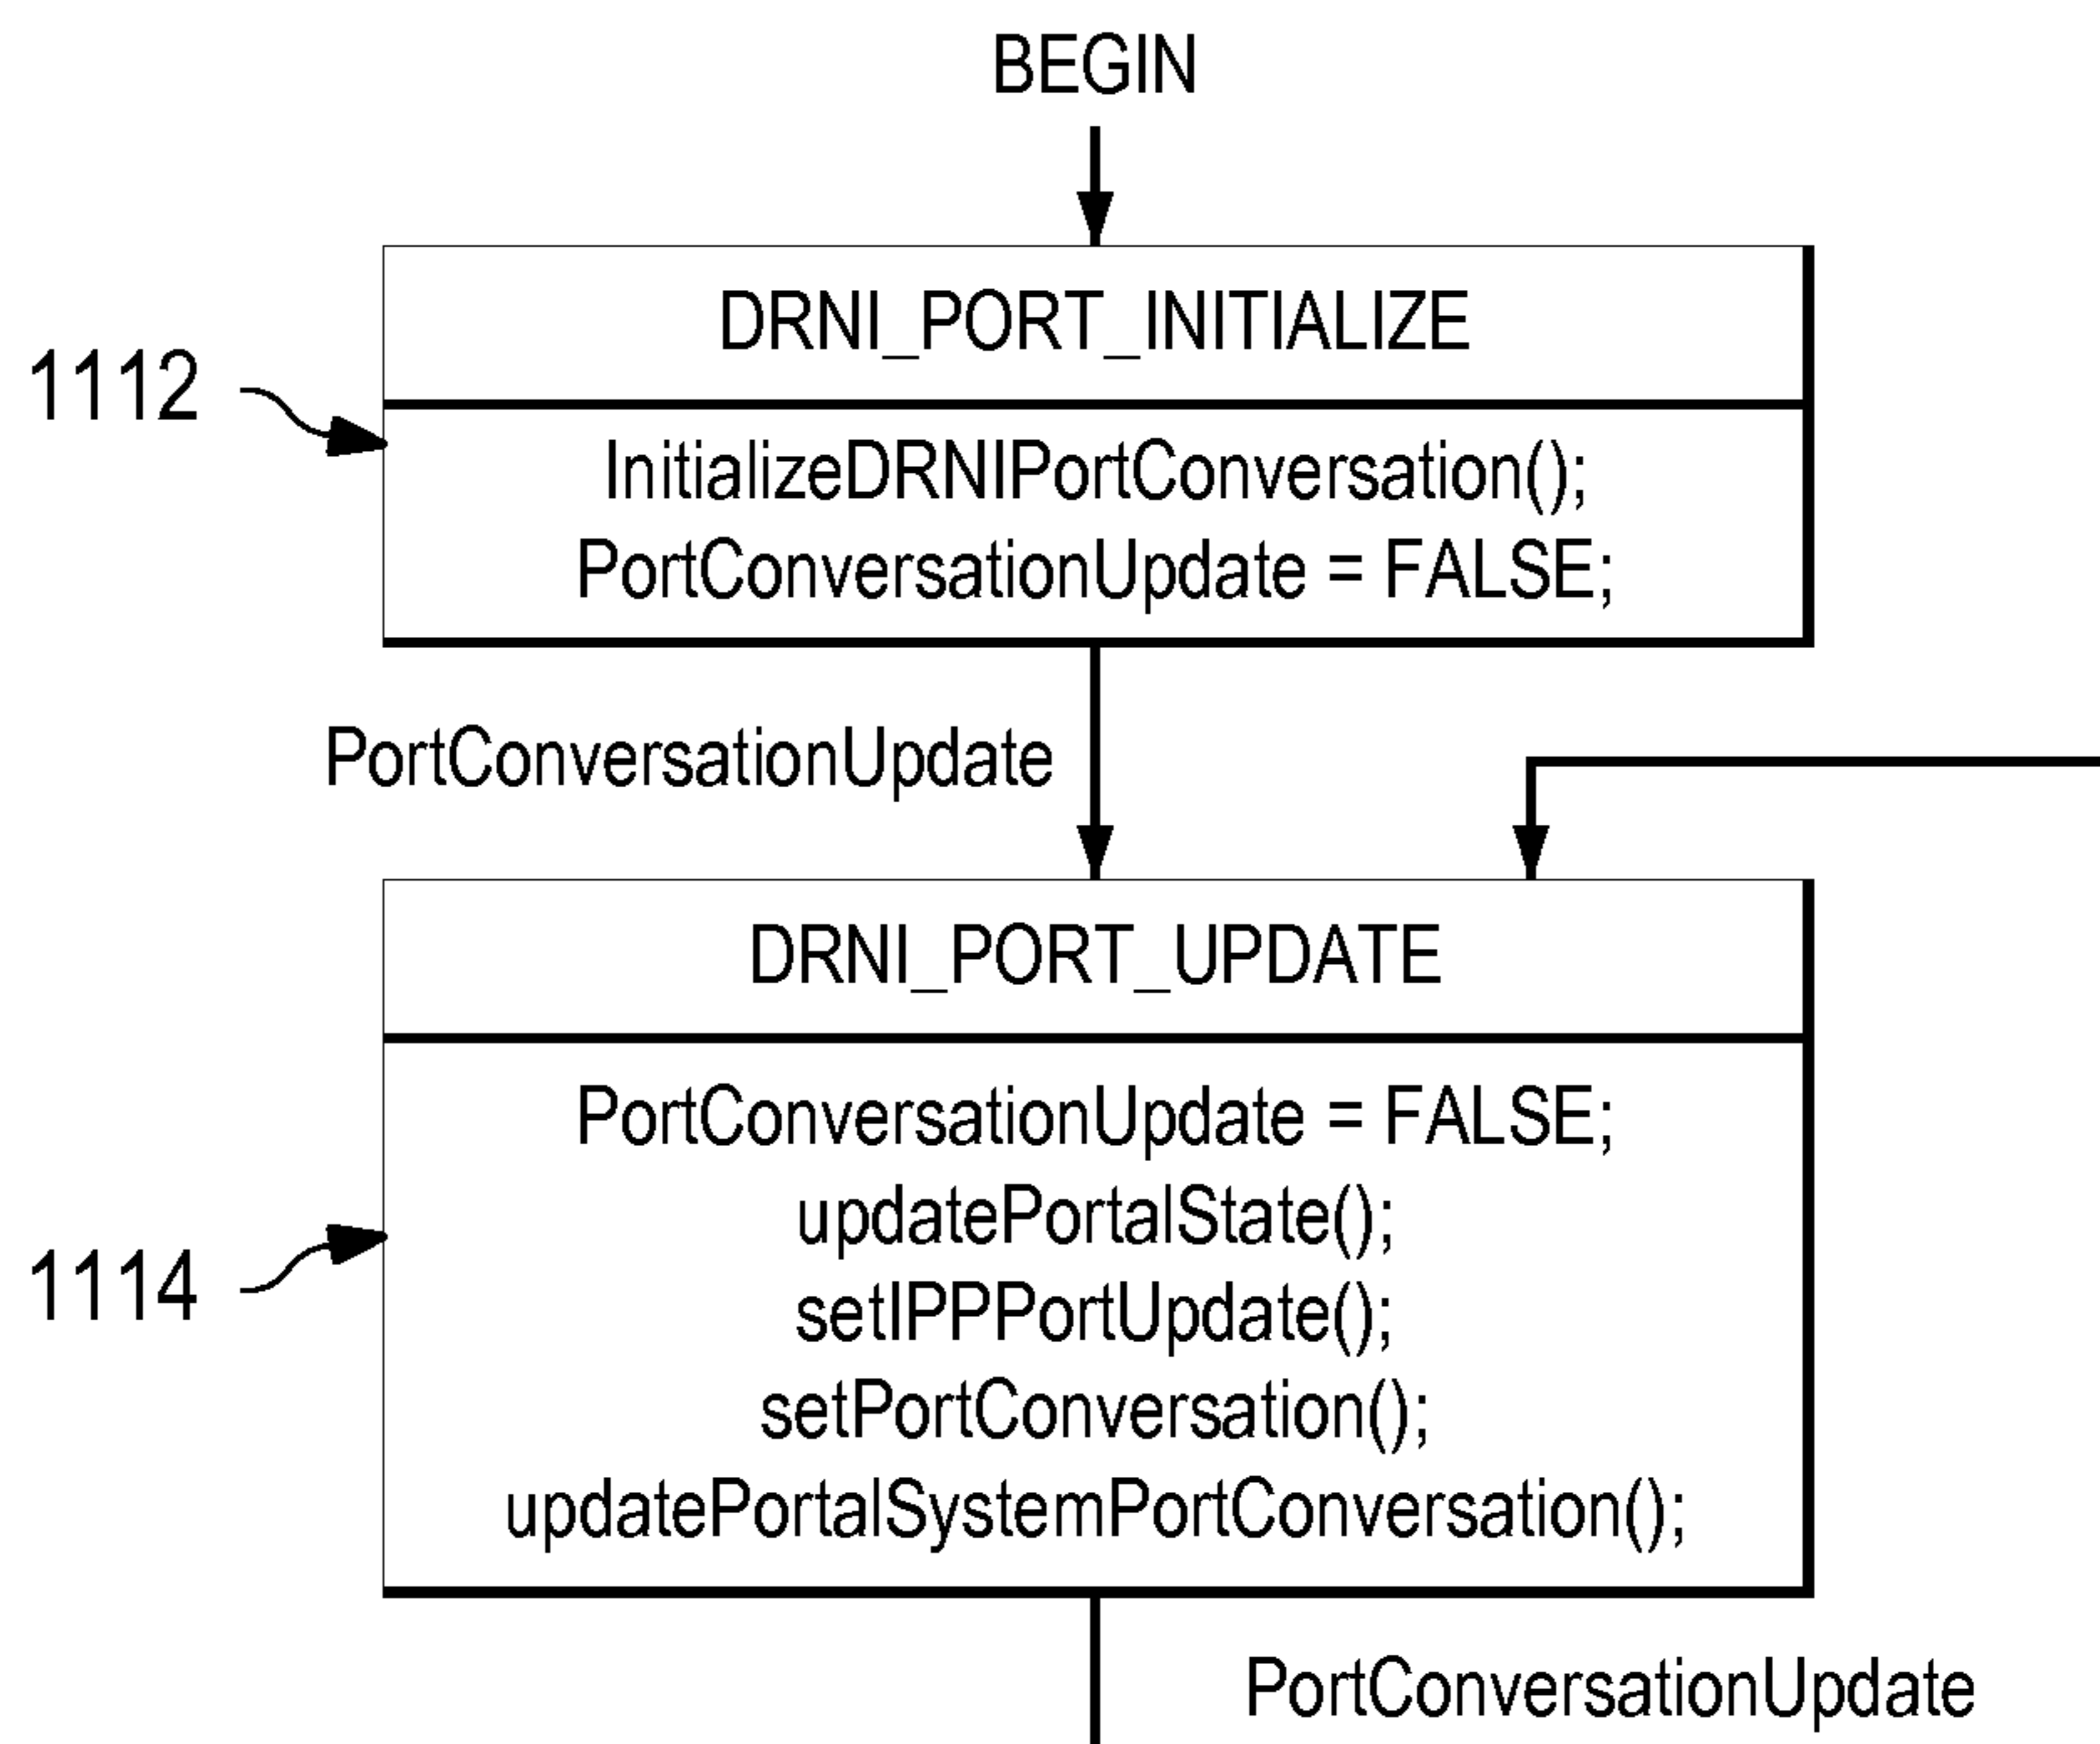 BEGIN
DRNI_PORT_INITIALIZE
1112
InitializeDRNIPortConversation();
PortConversationUpdate = FALSE;
PortConversationUpdate
DRNI_PORT_UPDATE
PortConversationUpdate = FALSE;
updatePortalState();
1114
setIPPPortUpdate();
setPortConversation();
updatePortalSystemPortConversation();
PortConversationUpdate